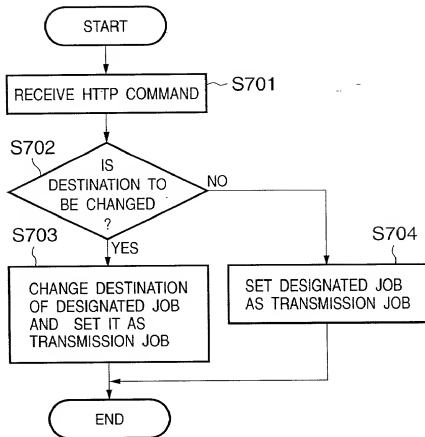 START
RECEIVE HTTP COMMAND
S701
S702
IS
DESTINATION TO
BE CHANGED
?
NO
YES
S703
CHANGE DESTINATION
OF DESIGNATED JOB
AND SET IT AS
TRANSMISSION JOB
S704
SET DESIGNATED JOB
AS TRANSMISSION JOB
END